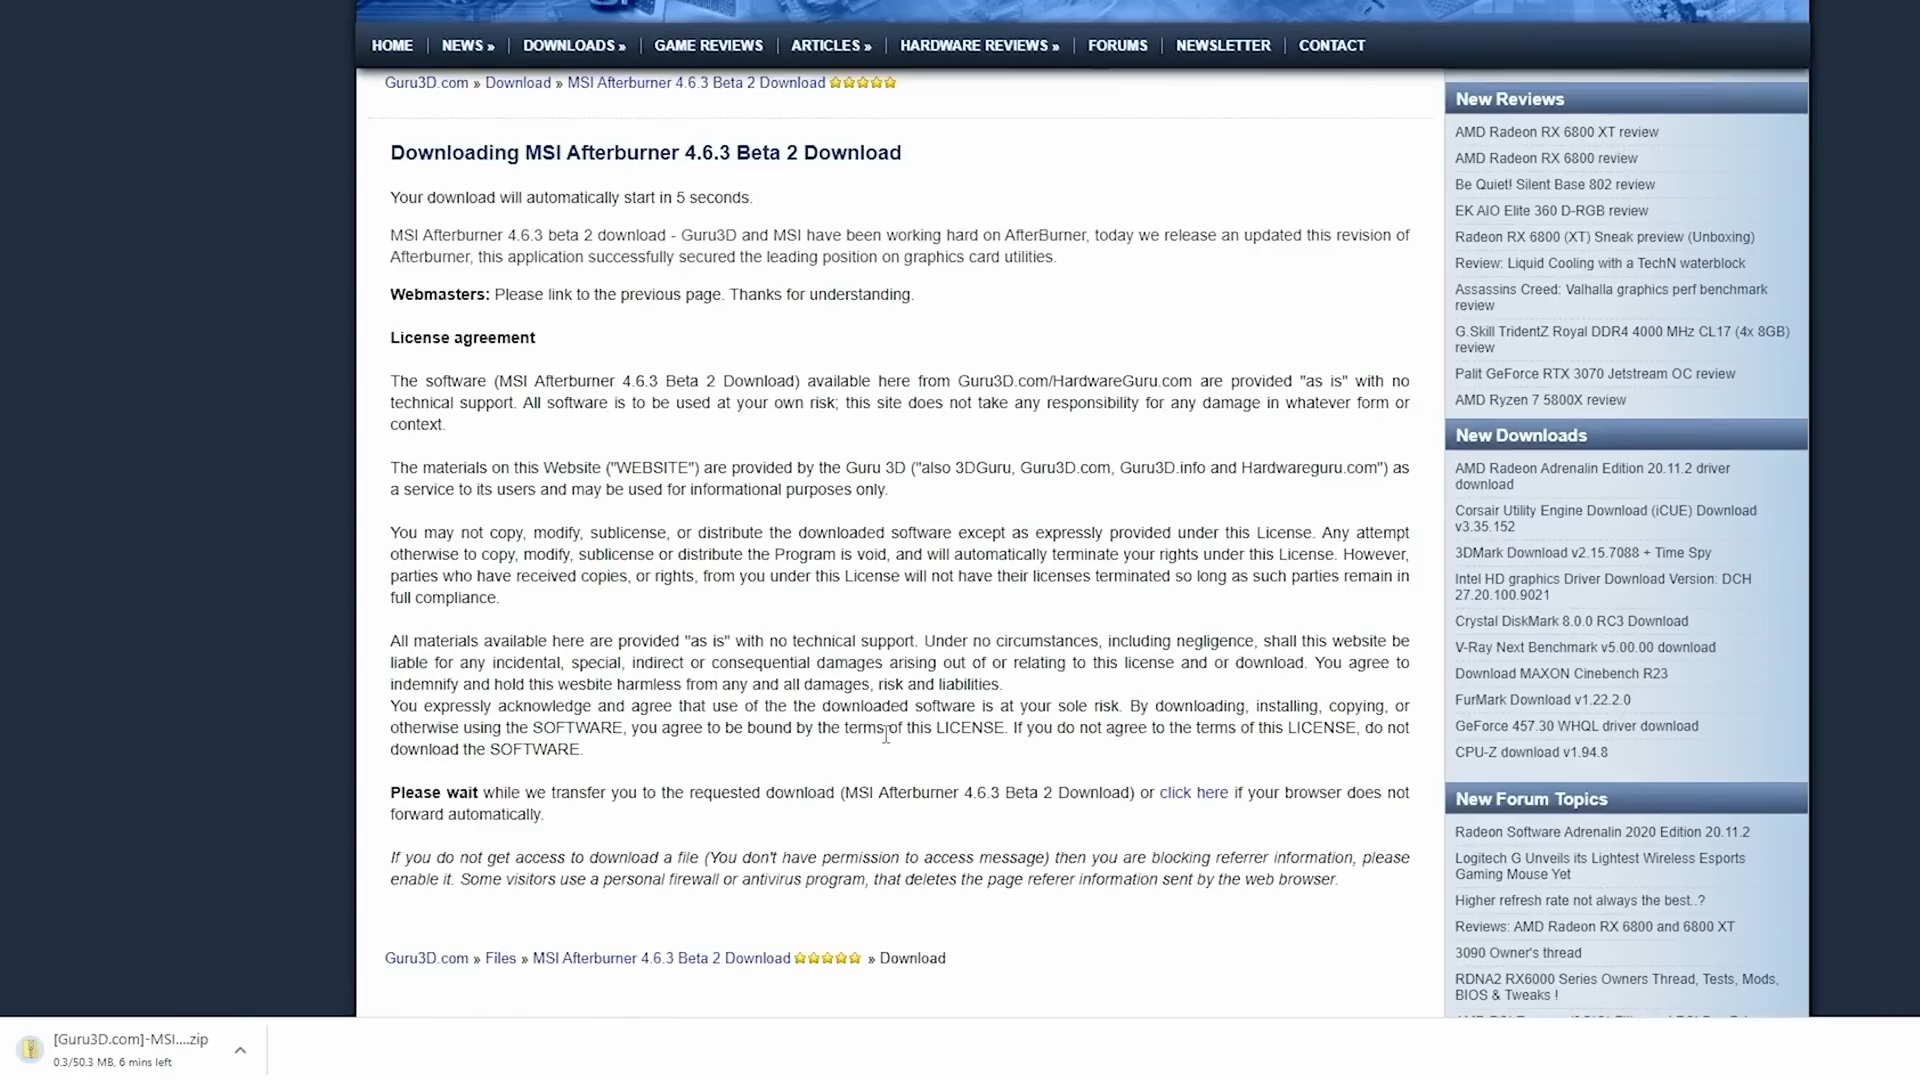 HOME
NEWS »
DOWNLOADS »
GAME REVIEWS
ARTICLES »
HARDWARE REVIEWS »
FORUMS
NEWSLETTER
CONTACT
Guru3D.com » Download » MSI Afterburner 4.6.3 Beta 2 Download
Downloading MSI Afterburner 4.6.3 Beta 2 Download
Your download will automatically start in 5 seconds.
MSI Afterburner 4.6.3 beta 2 download - Guru3D and MSI have been working hard on AfterBurner, today we release an updated this revision of
Afterburner, this application successfully secured the leading position on graphics card utilities.
Webmasters: Please link to the previous page. Thanks for understanding.
License agreement
The software (MSI Afterburner 4.6.3 Beta 2 Download) available here from Guru3D.com/HardwareGuru.com are provided "as is" with no
technical support. All software is to be used at your own risk; this site does not take any responsibility for any damage in whatever form or
context.
The materials on this Website ("WEBSITE") are provided by the Guru 3D ("also 3DGuru, Guru3D.com, Guru3D.info and Hardwareguru.com") as
a service to its users and may be used for informational purposes only.
You may not copy, modify, sublicense, or distribute the downloaded software except as expressly provided under this License. Any attempt
otherwise to copy, modify, sublicense or distribute the Program is void, and will automatically terminate your rights under this License. However,
parties who have received copies, or rights, from you under this License will not have their licenses terminated so long as such parties remain in
full compliance.
All materials available here are provided "as is" with no technical support. Under no circumstances, including negligence, shall this website be
liable for any incidental, special, indirect or consequential damages arising out of or relating to this license and or download. You agree to
indemnify and hold this wesbite harmless from any and all damages, risk and liabilities.
You expressly acknowledge and agree that use of the the downloaded software is at your sole risk. By downloading, installing, copying, or
otherwise using the SOFTWARE, you agree to be bound by the terms of this LICENSE. If you do not agree to the terms of this LICENSE, do not
download the SOFTWARE.
Please wait while we transfer you to the requested download (MSI Afterburner 4.6.3 Beta 2 Download) or click here if your browser does not
forward automatically.
If you do not get access to download a file (You don't have permission to access message) then you are blocking referrer information, please
enable it. Some visitors use a personal firewall or antivirus program, that deletes the page referer information sent by the web browser.
Guru3D.com » Files » MSI Afterburner 4.6.3 Beta 2 Download » Download
New Reviews
AMD Radeon RX 6800 XT review
AMD Radeon RX 6800 review
Be Quiet! Silent Base 802 review
EK AIO Elite 360 D-RGB review
Radeon RX 6800 (XT) Sneak preview (Unboxing)
Review: Liquid Cooling with a TechN waterblock
Assassins Creed: Valhalla graphics perf benchmark
review
G.Skill TridentZ Royal DDR4 4000 MHz CL17 (4x 8GB)
review
Palit GeForce RTX 3070 Jetstream OC review
AMD Ryzen 7 5800X review
New Downloads
AMD Radeon Adrenalin Edition 20.11.2 driver
download
Corsair Utility Engine Download (iCUE) Download
v3.35.152
3DMark Download v2.15.7088 + Time Spy
Intel HD graphics Driver Download Version: DCH
27.20.100.9021
Crystal DiskMark 8.0.0 RC3 Download
V-Ray Next Benchmark v5.00.00 download
Download MAXON Cinebench R23
FurMark Download v1.22.2.0
GeForce 457.30 WHQL driver download
CPU-Z download v1.94.8
New Forum Topics
Radeon Software Adrenalin 2020 Edition 20.11.2
Logitech G Unveils its Lightest Wireless Esports
Gaming Mouse Yet
Higher refresh rate not always the best..?
Reviews: AMD Radeon RX 6800 and 6800 XT
3090 Owner's thread
RDNA2 RX6000 Series Owners Thread, Tests, Mods,
BIOS & Tweaks !
[Guru3D.com]-MSI....zip
0.3/50.3 MB, 6 mins left